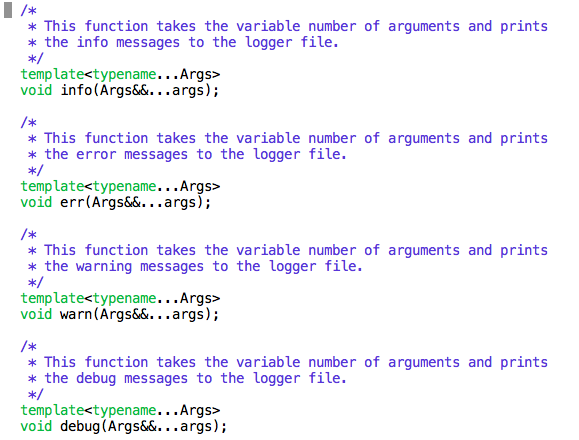 /*
 * This function takes the variable number of arguments and prints
 * the info messages to the logger file.
 */
template<typename...Args>
void info(Args&&...args);

/*
 * This function takes the variable number of arguments and prints
 * the error messages to the logger file.
 */
template<typename...Args>
void err(Args&&...args);

/*
 * This function takes the variable number of arguments and prints
 * the warning messages to the logger file.
 */
template<typename...Args>
void warn(Args&&...args);

/*
 * This function takes the variable number of arguments and prints
 * the debug messages to the logger file.
 */
template<typename...Args>
void debug(Args&&...args);